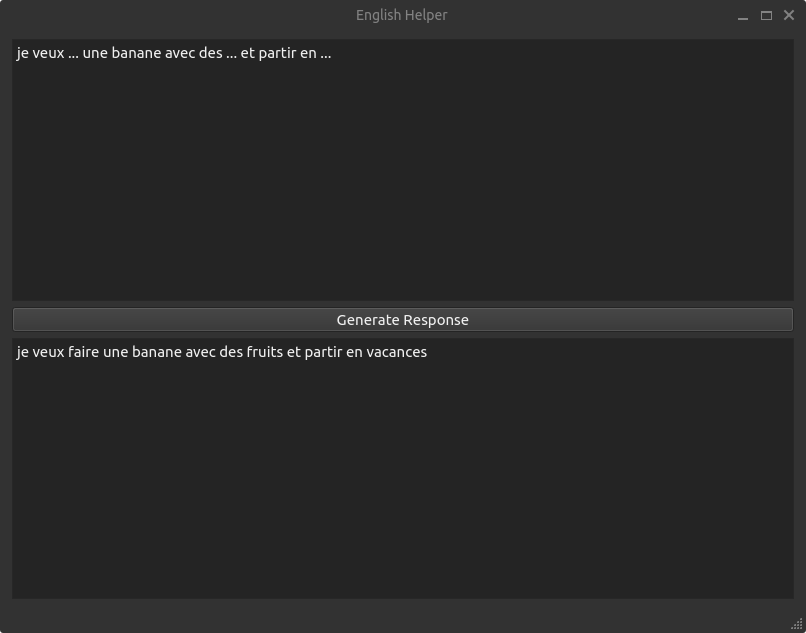 English Helper
je veux ... une banane avec des ... et partir en ...
Generate Response
je veux faire une banane avec des fruits et partir en vacances